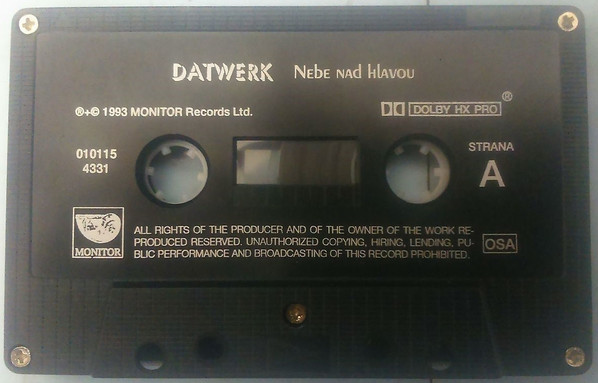 DATWERK Nebe nad hlavou
®+© 1993 MONITOR Records Ltd.
DOLBY HX PRO ®
010115
4331
STRANA
A
MONITOR
ALL RIGHTS OF THE PRODUCER AND OF THE OWNER OF THE WORK RE-
PRODUCED RESERVED. UNAUTHORIZED COPYING, HIRING, LENDING, PU-
BLIC PERFORMANCE AND BROADCASTING OF THIS RECORD PROHIBITED.
OSA